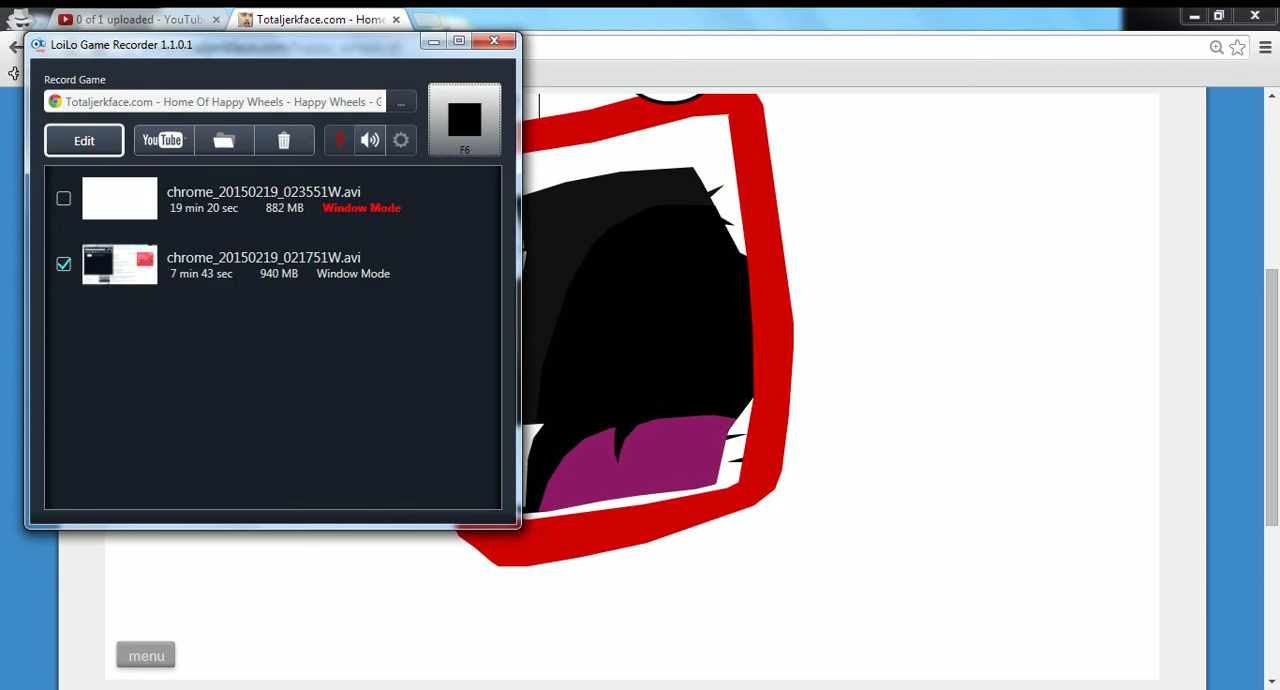 0 of 1 uploaded - YouTub
Totaljerkface.com - Home
LoiLo Game Recorder 1.1.0.1
Record Game
Totaljerkface.com - Home Of Happy Wheels - Happy Wheels - G
...
Edit
YouTube
F6
chrome_20150219_023551W.avi
19 min 20 sec 882 MB Window Mode
chrome_20150219_021751W.avi
7 min 43 sec 940 MB Window Mode
menu